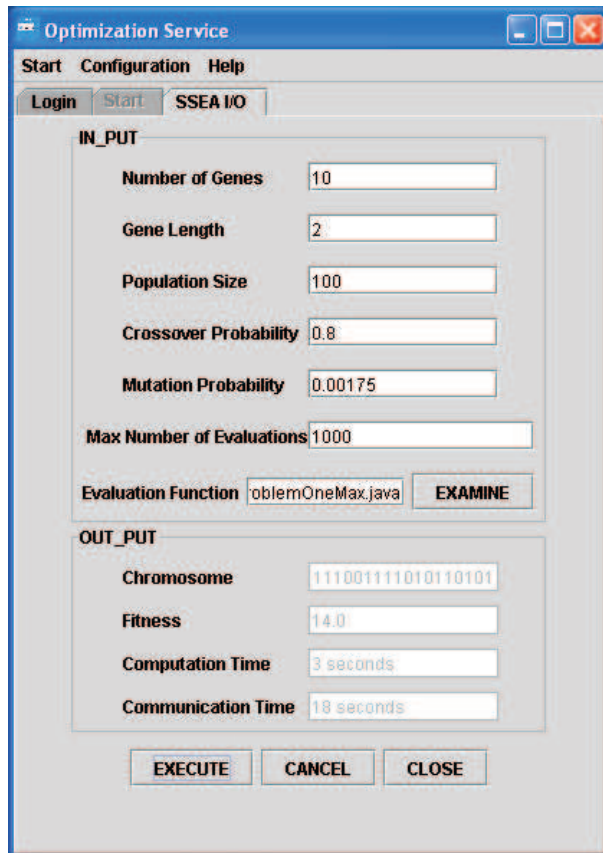 Optimization Service
Start Configuration Help
Login Start SSEA I/O
IN_PUT
Number of Genes 10
Gene Length 2
Population Size 100
Crossover Probability 0.8
Mutation Probability 0.00175
Max Number of Evaluations 1000
Evaluation Function oblemOneMax.java EXAMINE
OUT_PUT
Chromosome 111001111010110101
Fitness 14.0
Computation Time 3 seconds
Communication Time 18 seconds
EXECUTE CANCEL CLOSE